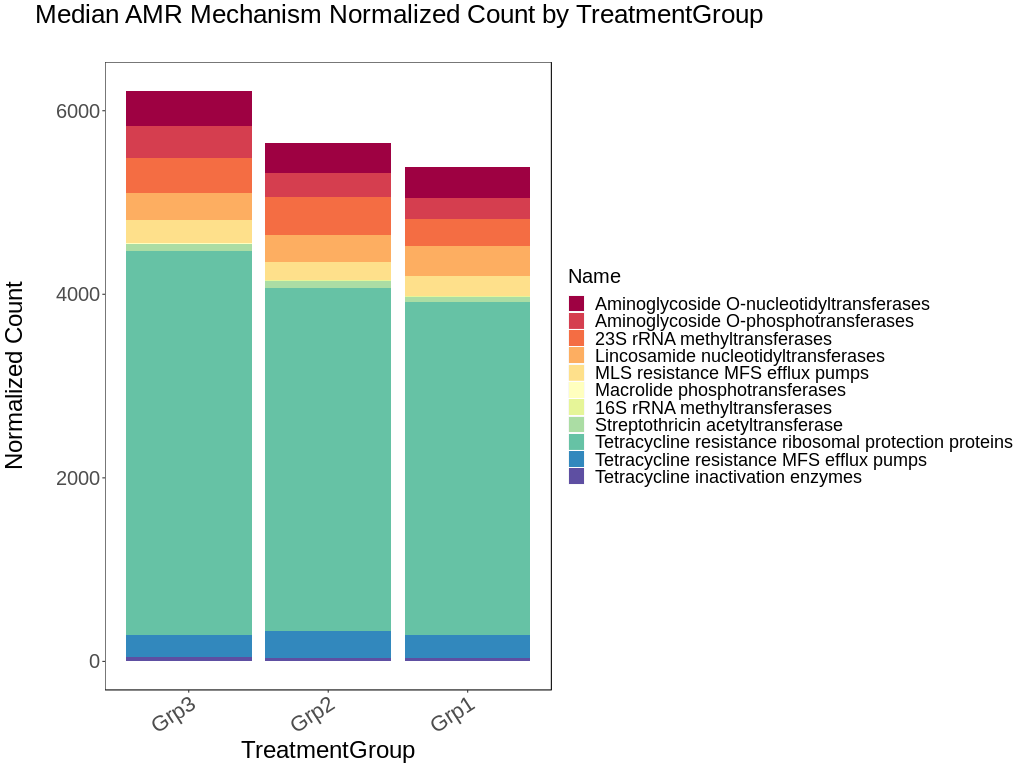 Median AMR Mechanism Normalized Count by TreatmentGroup
6000
4000
2000
0
Normalized Count
Grp3
Grp2
Grp1
TreatmentGroup
Name
Aminoglycoside O-nucleotidyltransferases
Aminoglycoside O-phosphotransferases
23S rRNA methyltransferases
Lincosamide nucleotidyltransferases
MLS resistance MFS efflux pumps
Macrolide phosphotransferases
16S rRNA methyltransferases
Streptothricin acetyltransferase
Tetracycline resistance ribosomal protection proteins
Tetracycline resistance MFS efflux pumps
Tetracycline inactivation enzymes